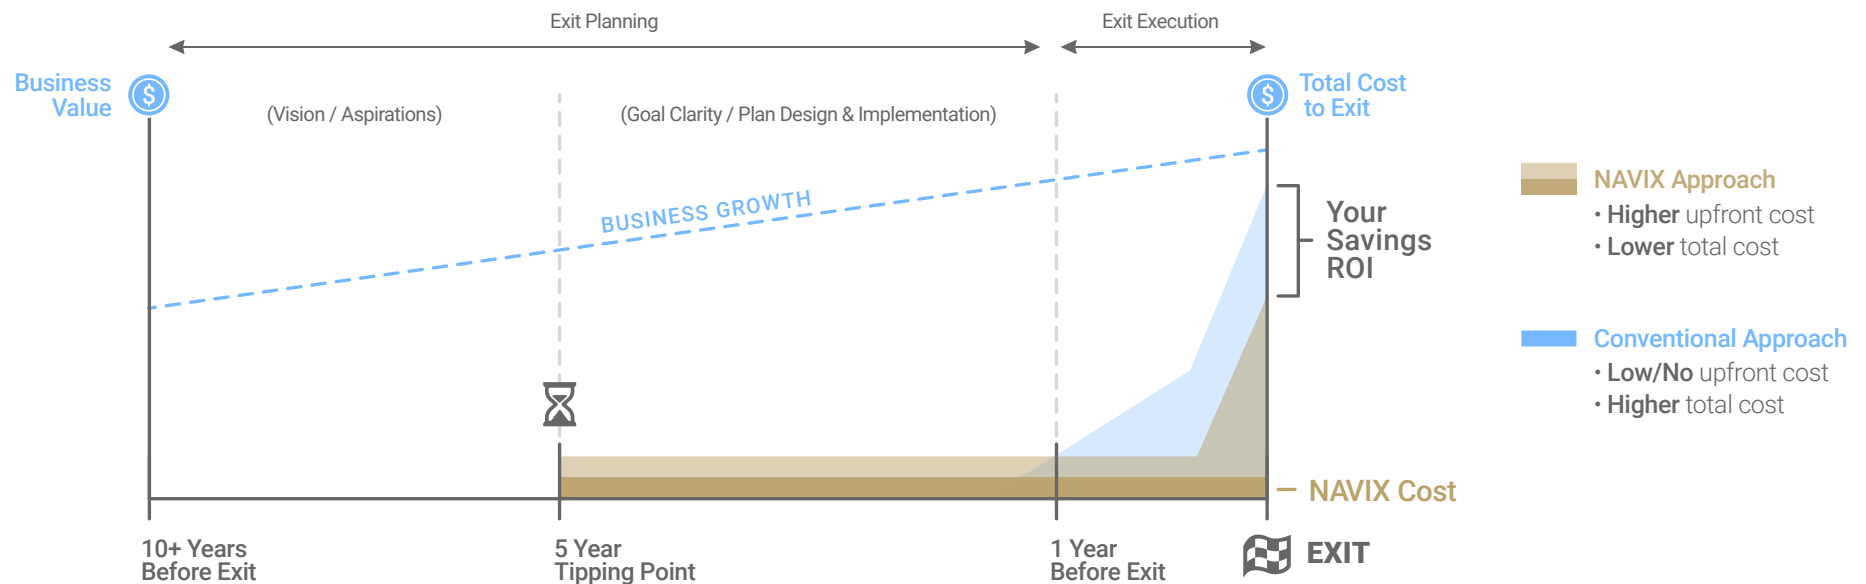 Exit Planning
Exit Execution
Business
Value
$
(Vision / Aspirations)
(Goal Clarity / Plan Design & Implementation)
$
Total Cost
to Exit
BUSINESS GROWTH
Your
Savings
ROI
NAVIX Approach
• Higher upfront cost
• Lower total cost
Conventional Approach
• Low/No upfront cost
• Higher total cost
NAVIX Cost
10+ Years
Before Exit
5 Year
Tipping Point
1 Year
Before Exit
EXIT